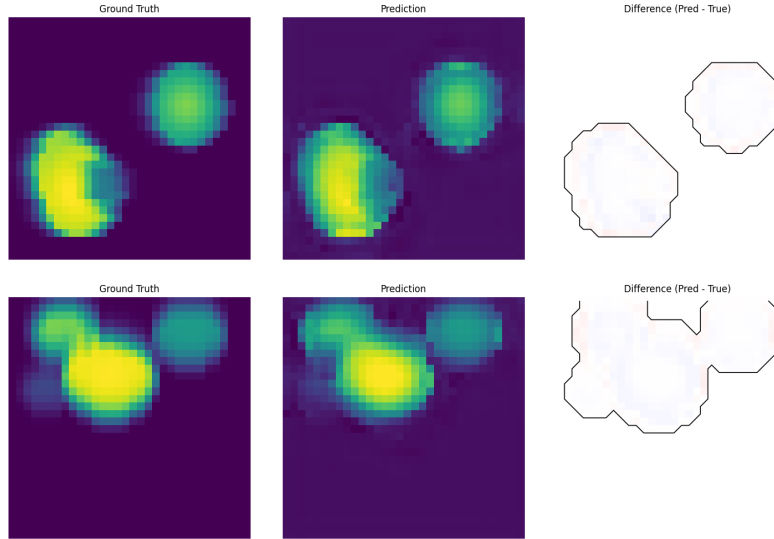 Ground Truth
Prediction
Difference (Pred - True)
Ground Truth
Prediction
Difference (Pred - True)